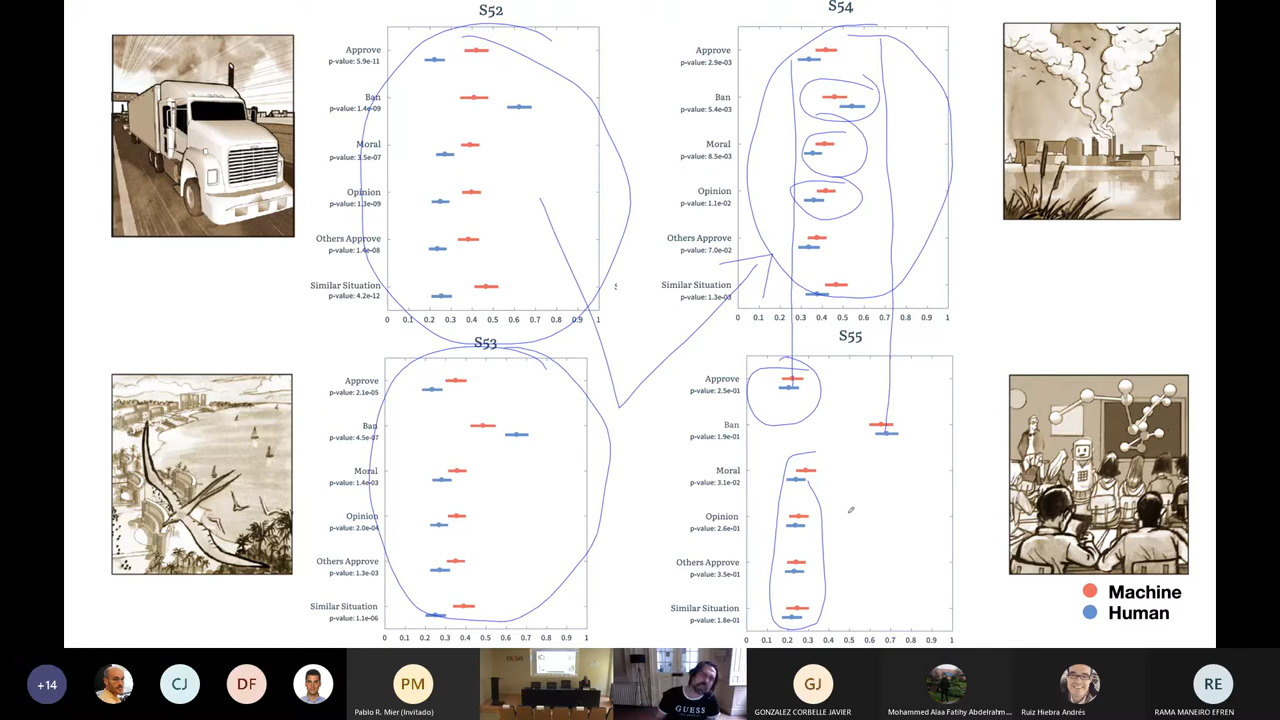 S52
Approve
p-value: 5.9e-11
Ban
p-value: 1.4e-09
Moral
p-value: 3.5e-07
Opinion
p-value: 1.3e-09
Others Approve
p-value: 1.4e-08
Similar Situation
p-value: 4.2e-12
0 0.1 0.2 0.3 0.4 0.5 0.6 0.7 0.8 0.9 1
S54
Approve
p-value: 2.9e-03
Ban
p-value: 5.4e-03
Moral
p-value: 8.5e-03
Opinion
p-value: 1.1e-02
Others Approve
p-value: 7.0e-02
Similar Situation
p-value: 1.3e-03
0 0.1 0.2 0.3 0.4 0.5 0.6 0.7 0.8 0.9 1
S53
Approve
p-value: 2.1e-05
Ban
p-value: 4.5e-07
Moral
p-value: 1.4e-03
Opinion
p-value: 2.0e-04
Others Approve
p-value: 1.3e-03
Similar Situation
p-value: 1.1e-06
0 0.1 0.2 0.3 0.4 0.5 0.6 0.7 0.8 0.9 1
S55
Approve
p-value: 2.5e-01
Ban
p-value: 1.9e-01
Moral
p-value: 3.1e-02
Opinion
p-value: 2.6e-01
Others Approve
p-value: 3.5e-01
Similar Situation
p-value: 1.8e-01
0 0.1 0.2 0.3 0.4 0.5 0.6 0.7 0.8 0.9 1
Machine
Human
+14
CJ
DF
PM
Pablo R. Mier (Invitado)
GUESS
GJ
GONZALEZ CORBELLE JAVIER
Mohammed Alaa Fatihy Abdelrahm...
Ruiz Hiebra Andrés
RE
RAMA MANEIRO EFREN